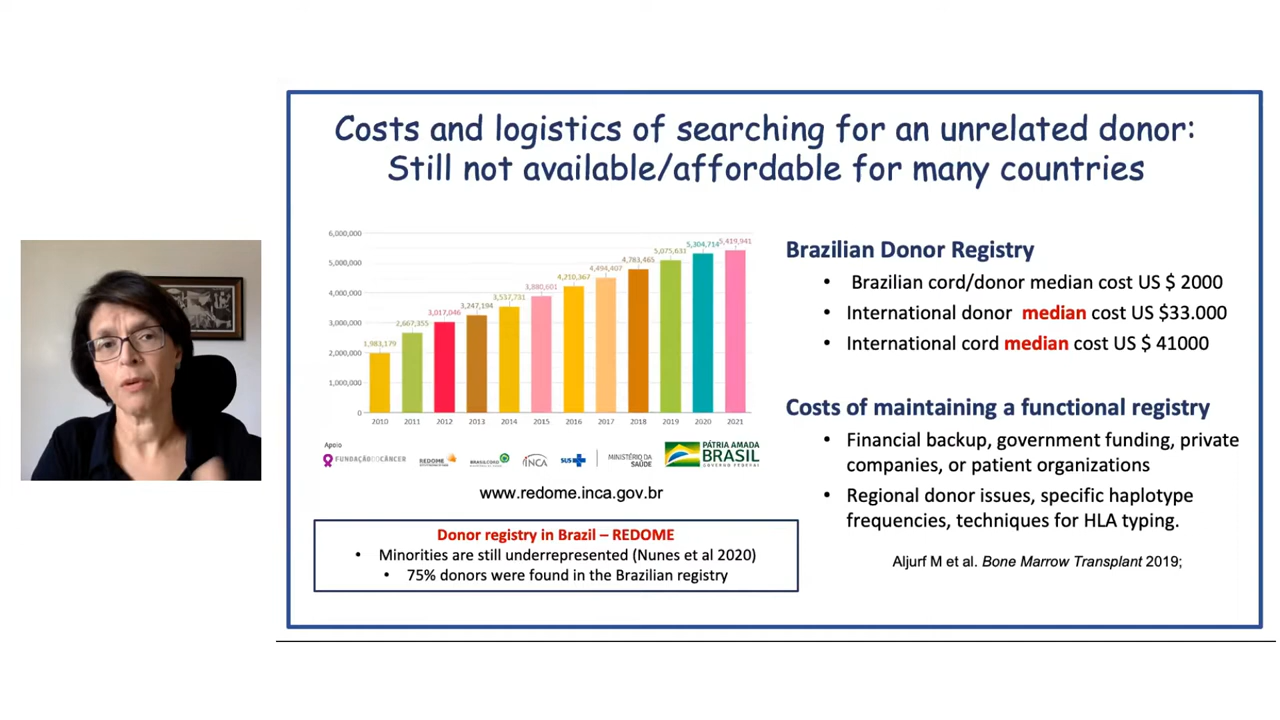 Costs and logistics of searching for an unrelated donor:
Still not available/affordable for many countries
6,000,000
5,000,000
4,000,000
3,000,000
2,000,000
1,000,000
0
1,983,179
2,667,355
3,017,046
3,247,194
3,537,731
3,880,601
4,210,367
4,494,407
4,783,465
5,075,631
5,304,714
5,419,941
2010 2011 2012 2013 2014 2015 2016 2017 2018 2019 2020 2021
Apoio
FUNDAÇÃO DO CÂNCER
REDOME
BRASILCORD
INCA
SUS
MINISTÉRIO DA
SAÚDE
PÁTRIA AMADA
BRASIL
GOVERNO FEDERAL
www.redome.inca.gov.br
Donor registry in Brazil – REDOME
• Minorities are still underrepresented (Nunes et al 2020)
• 75% donors were found in the Brazilian registry
Brazilian Donor Registry
• Brazilian cord/donor median cost US $ 2000
• International donor median cost US $33.000
• International cord median cost US $ 41000
Costs of maintaining a functional registry
• Financial backup, government funding, private
companies, or patient organizations
• Regional donor issues, specific haplotype
frequencies, techniques for HLA typing.
Aljurf M et al. Bone Marrow Transplant 2019;